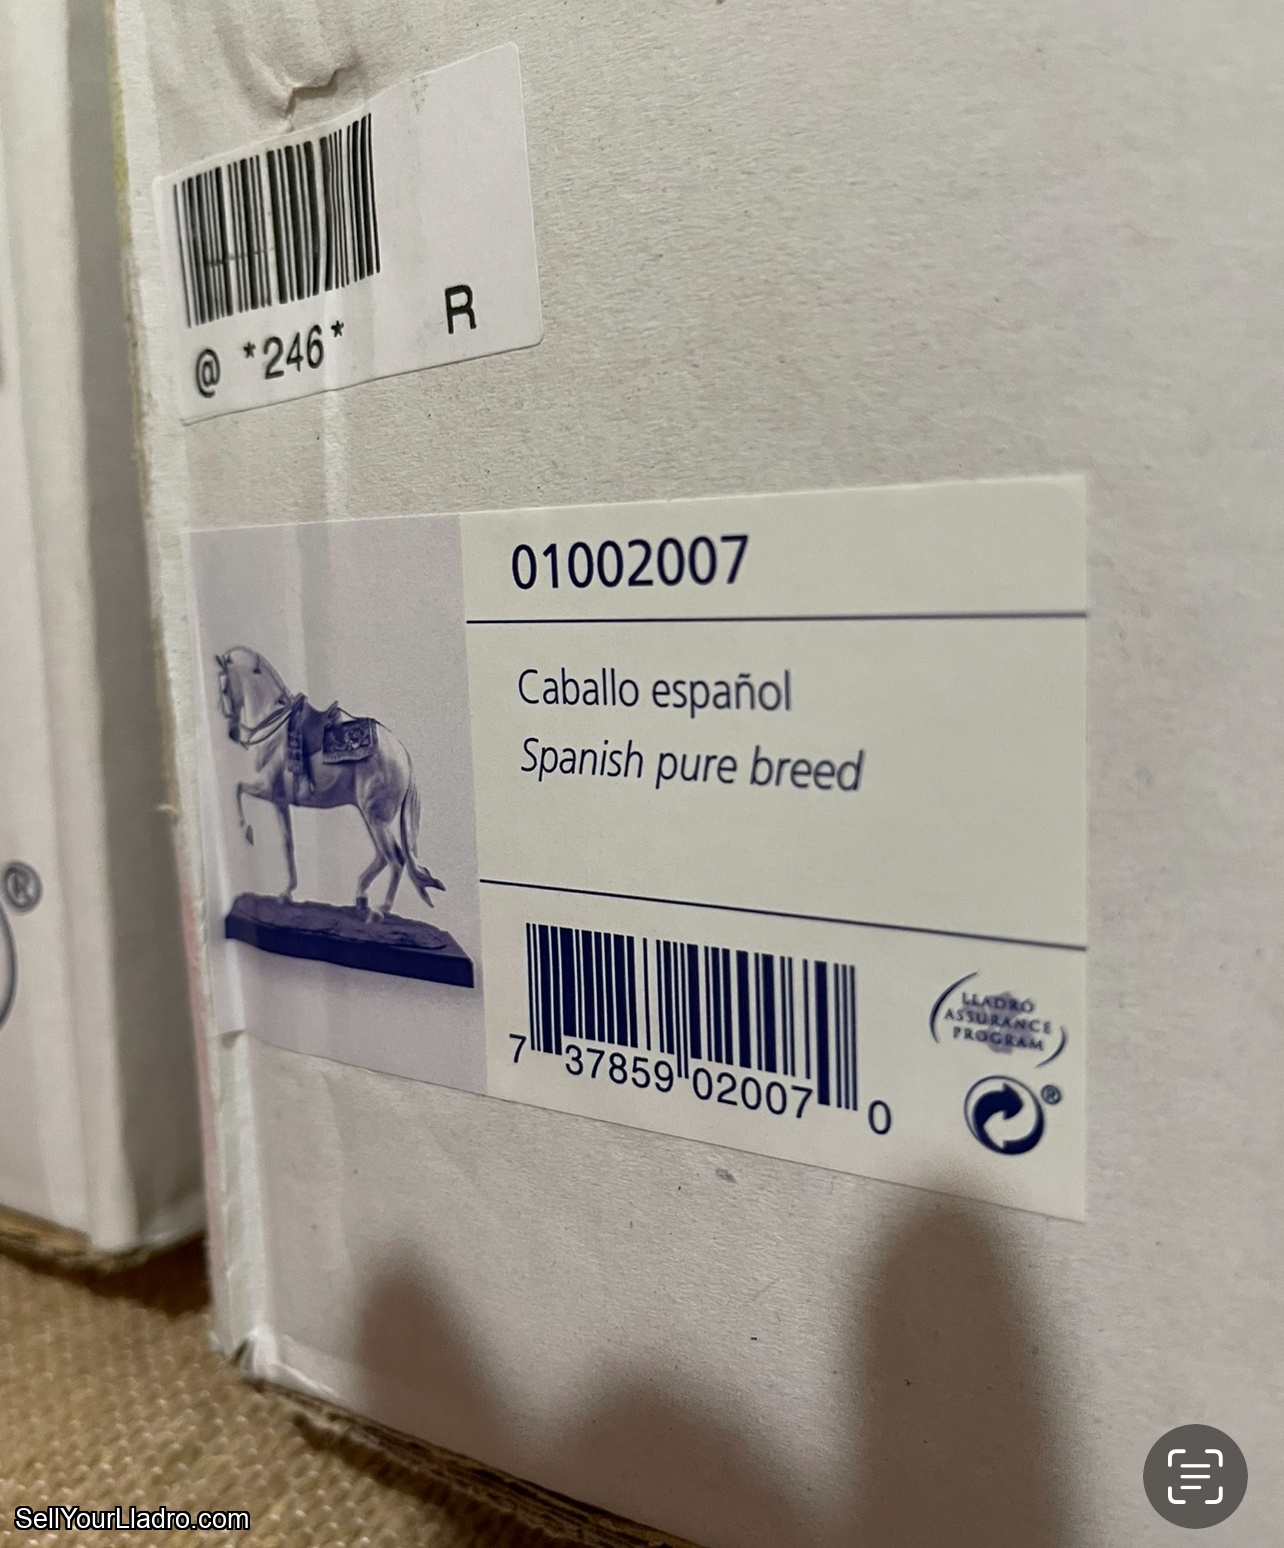 @ *246* R
01002007
Caballo español
Spanish pure breed
7 37859 02007 0
LLADRÓ
ASSURANCE
PROGRAM
®
®
SellYourLladro.com